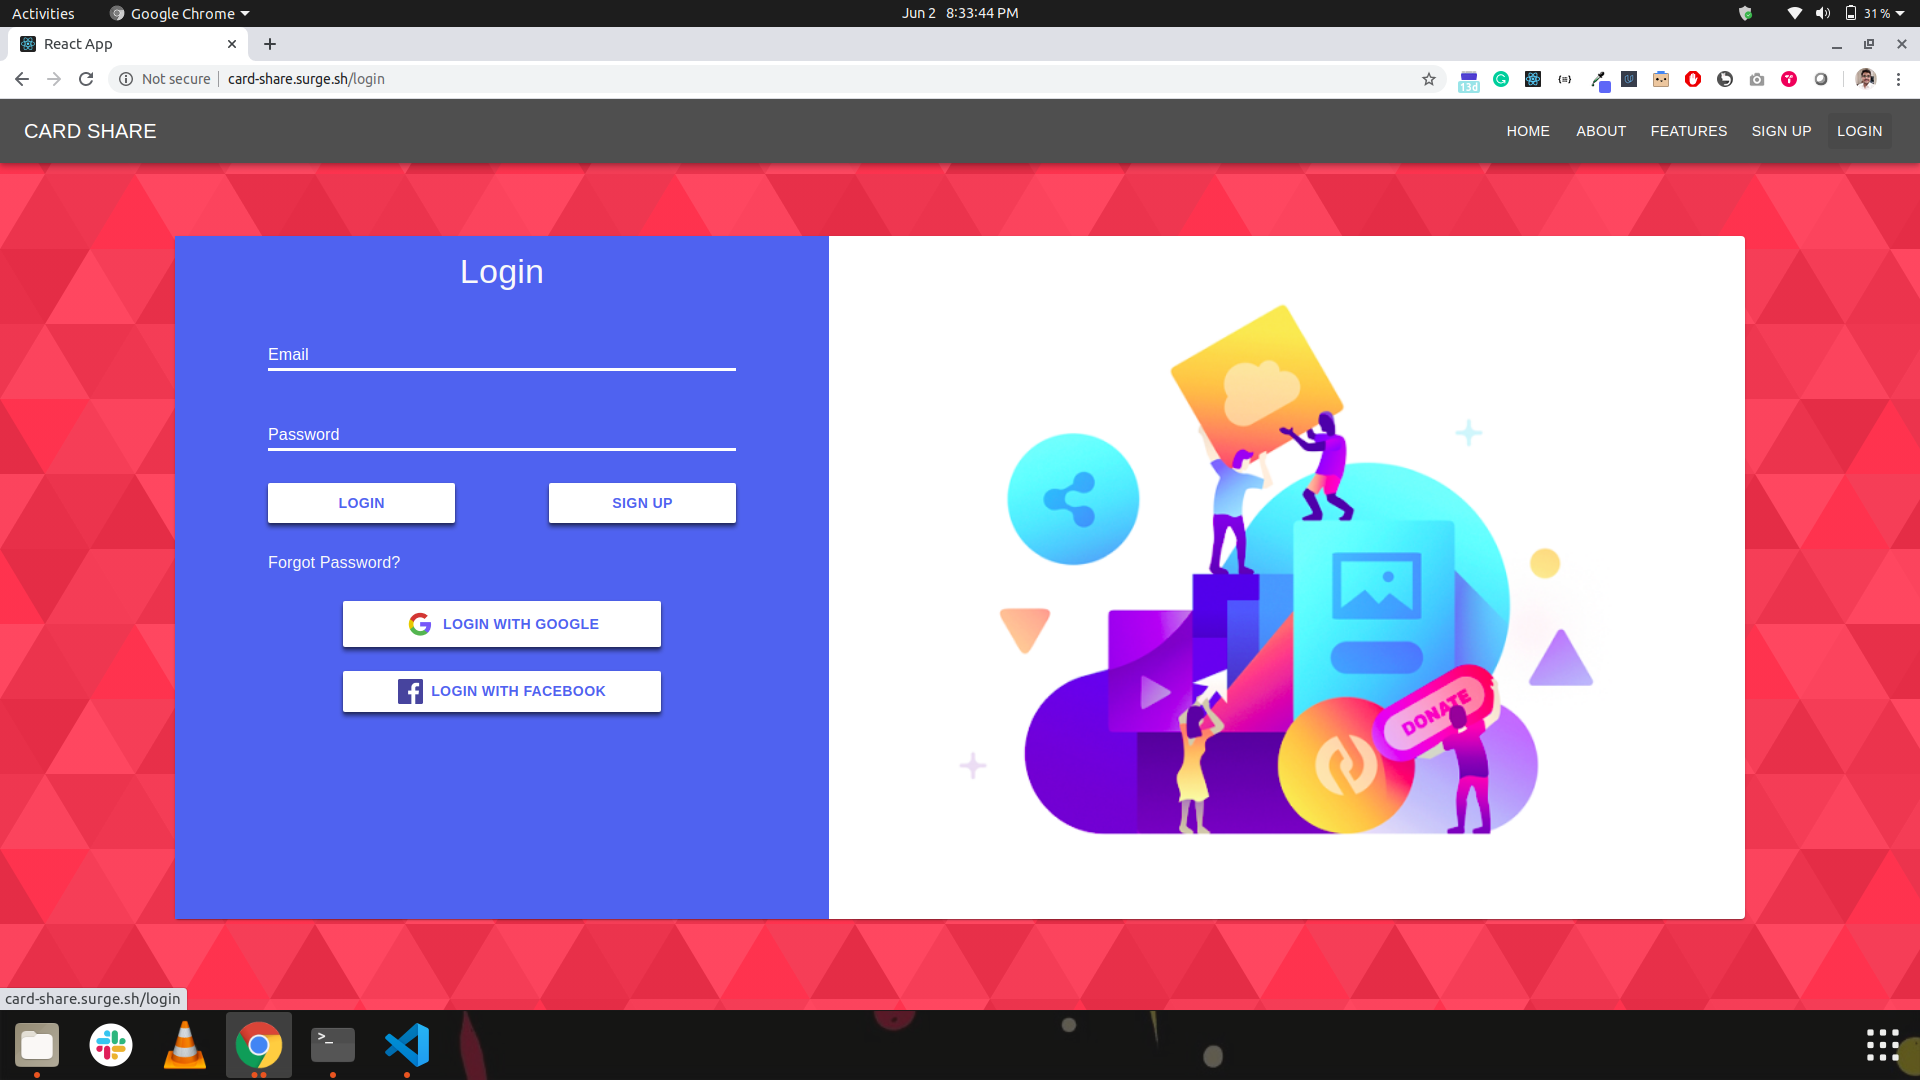 Activities
Google Chrome
Jun 2 8:33:44 PM
31 %
React App
Not secure
card-share.surge.sh/login
13d
CARD SHARE
HOME
ABOUT
FEATURES
SIGN UP
LOGIN
Login
Email
Password
LOGIN
SIGN UP
Forgot Password?
LOGIN WITH GOOGLE
LOGIN WITH FACEBOOK
DONATE
card-share.surge.sh/login